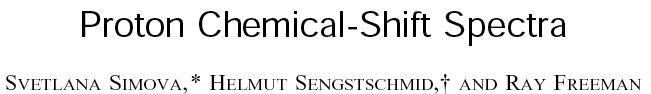 Proton Chemical-Shift Spectra
SVETLANA SIMOVA,* HELMUT SENGSTSCHMID,† AND RAY FREEMAN